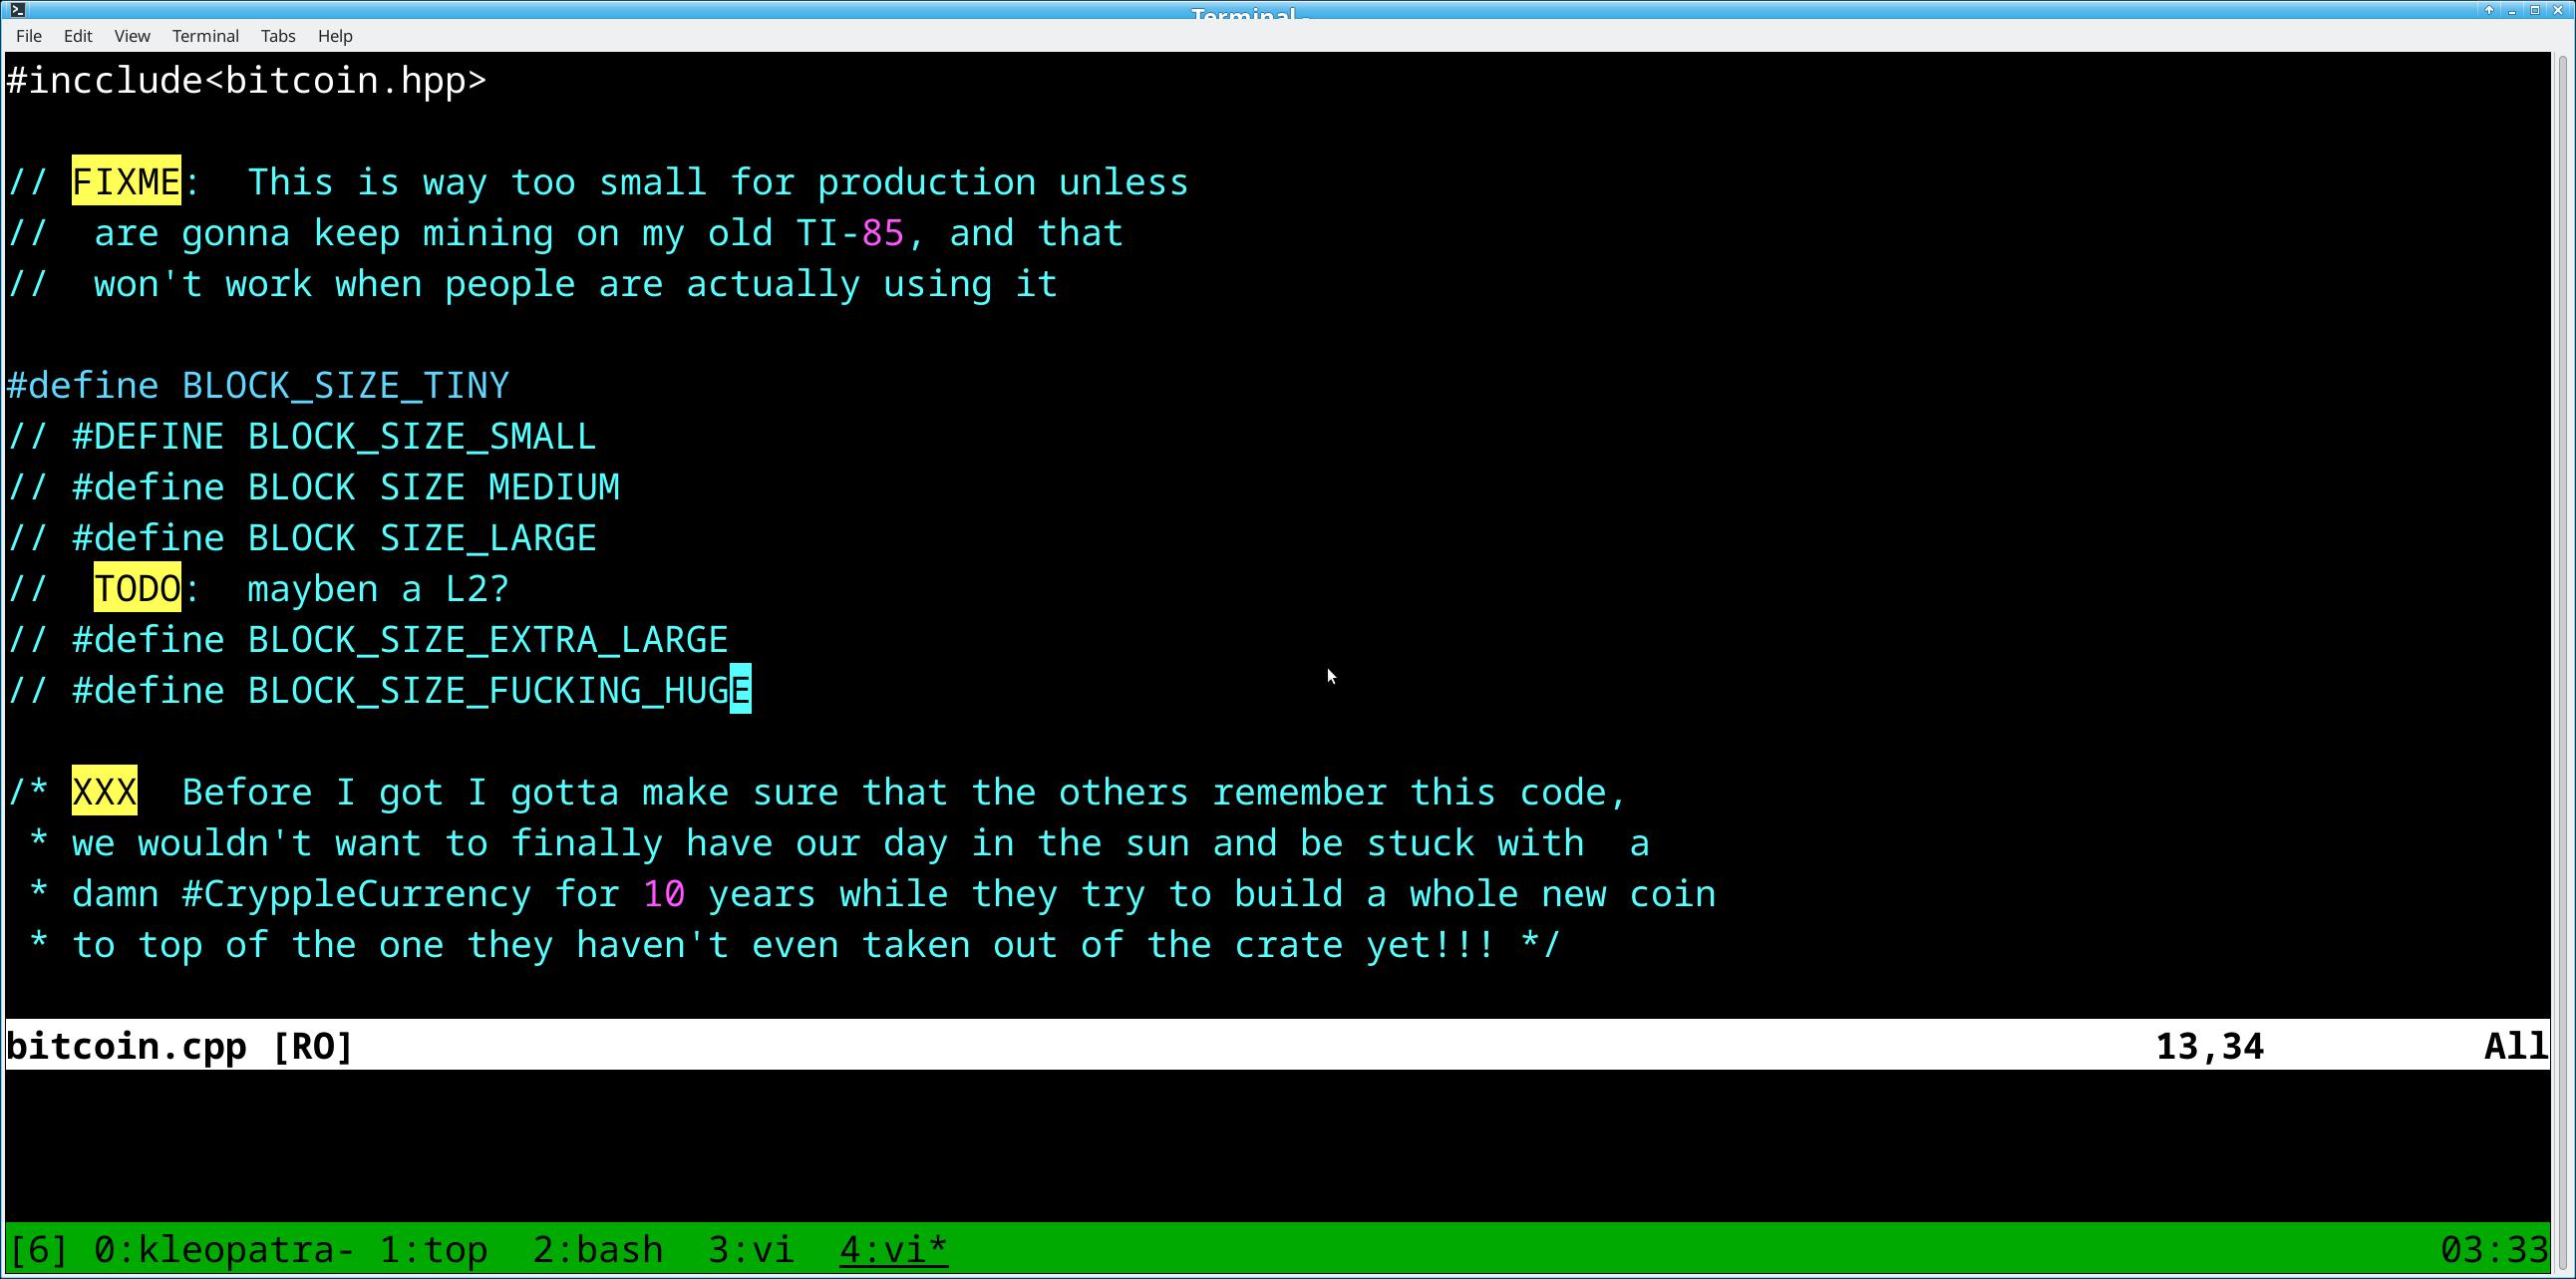 Terminal -
File Edit View Terminal Tabs Help
#incclude<bitcoin.hpp>
// FIXME:  This is way too small for production unless
//  are gonna keep mining on my old TI-85, and that
//  won't work when people are actually using it
#define BLOCK_SIZE_TINY
// #DEFINE BLOCK_SIZE_SMALL
// #define BLOCK SIZE MEDIUM
// #define BLOCK SIZE_LARGE
//  TODO:  mayben a L2?
// #define BLOCK_SIZE_EXTRA_LARGE
// #define BLOCK_SIZE_FUCKING_HUGE
/* XXX  Before I got I gotta make sure that the others remember this code,
 * we wouldn't want to finally have our day in the sun and be stuck with  a
 * damn #CryppleCurrency for 10 years while they try to build a whole new coin
 * to top of the one they haven't even taken out of the crate yet!!! */
bitcoin.cpp [RO] 13,34 All
[6] 0:kleopatra- 1:top  2:bash  3:vi  4:vi* 03:33